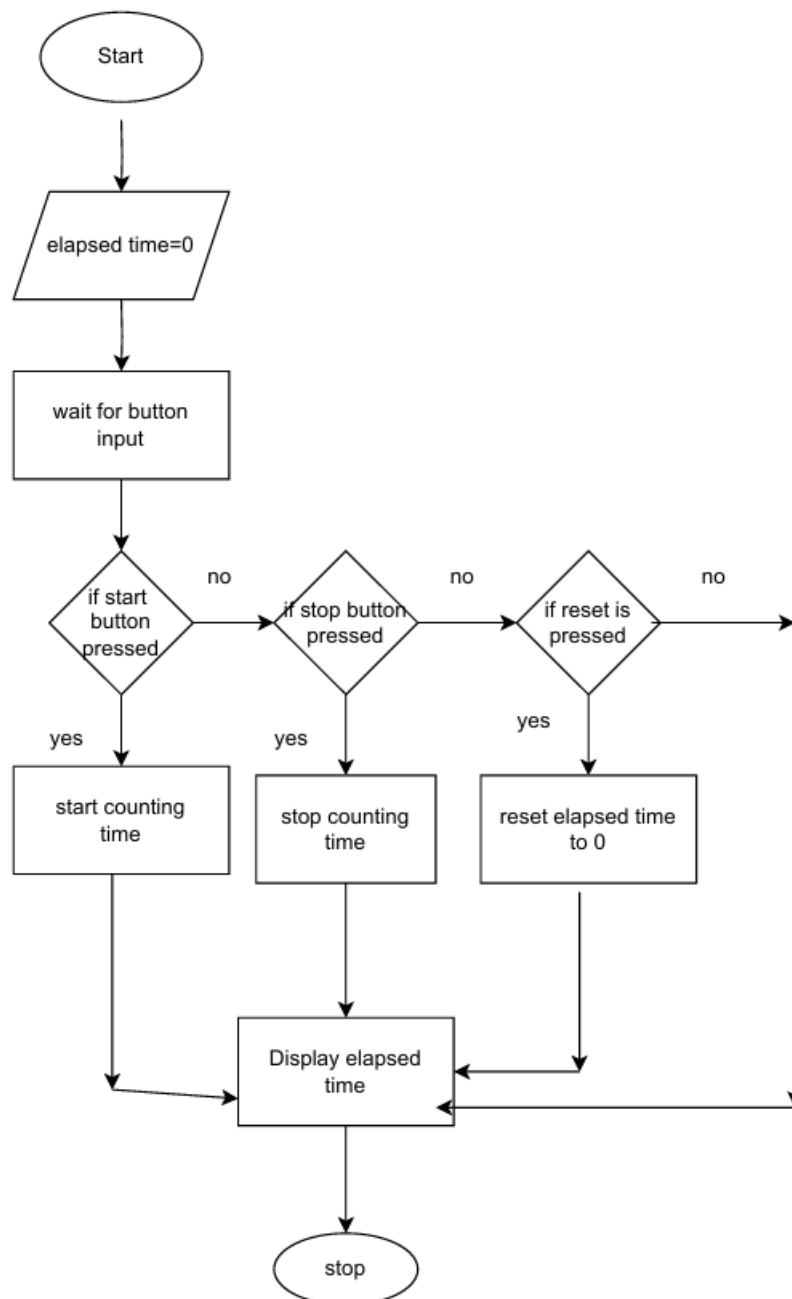 Start
elapsed time=0
wait for button
input
if start
button
pressed
no
if stop button
pressed
no
if reset is
pressed
no
yes
yes
yes
start counting
time
stop counting
time
reset elapsed time
to 0
Display elapsed
time
stop